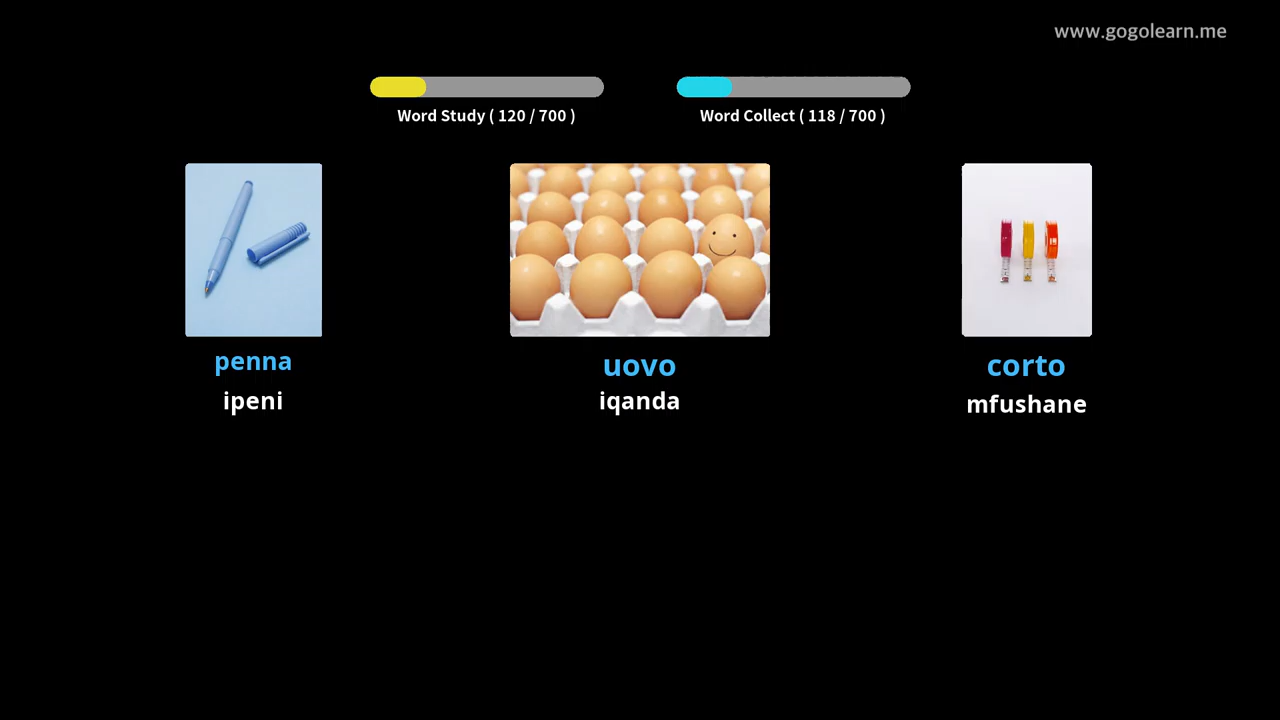 www.gogolearn.me
Word Study ( 120 / 700 )
Word Collect ( 118 / 700 )
penna
ipeni
uovo
iqanda
corto
mfushane